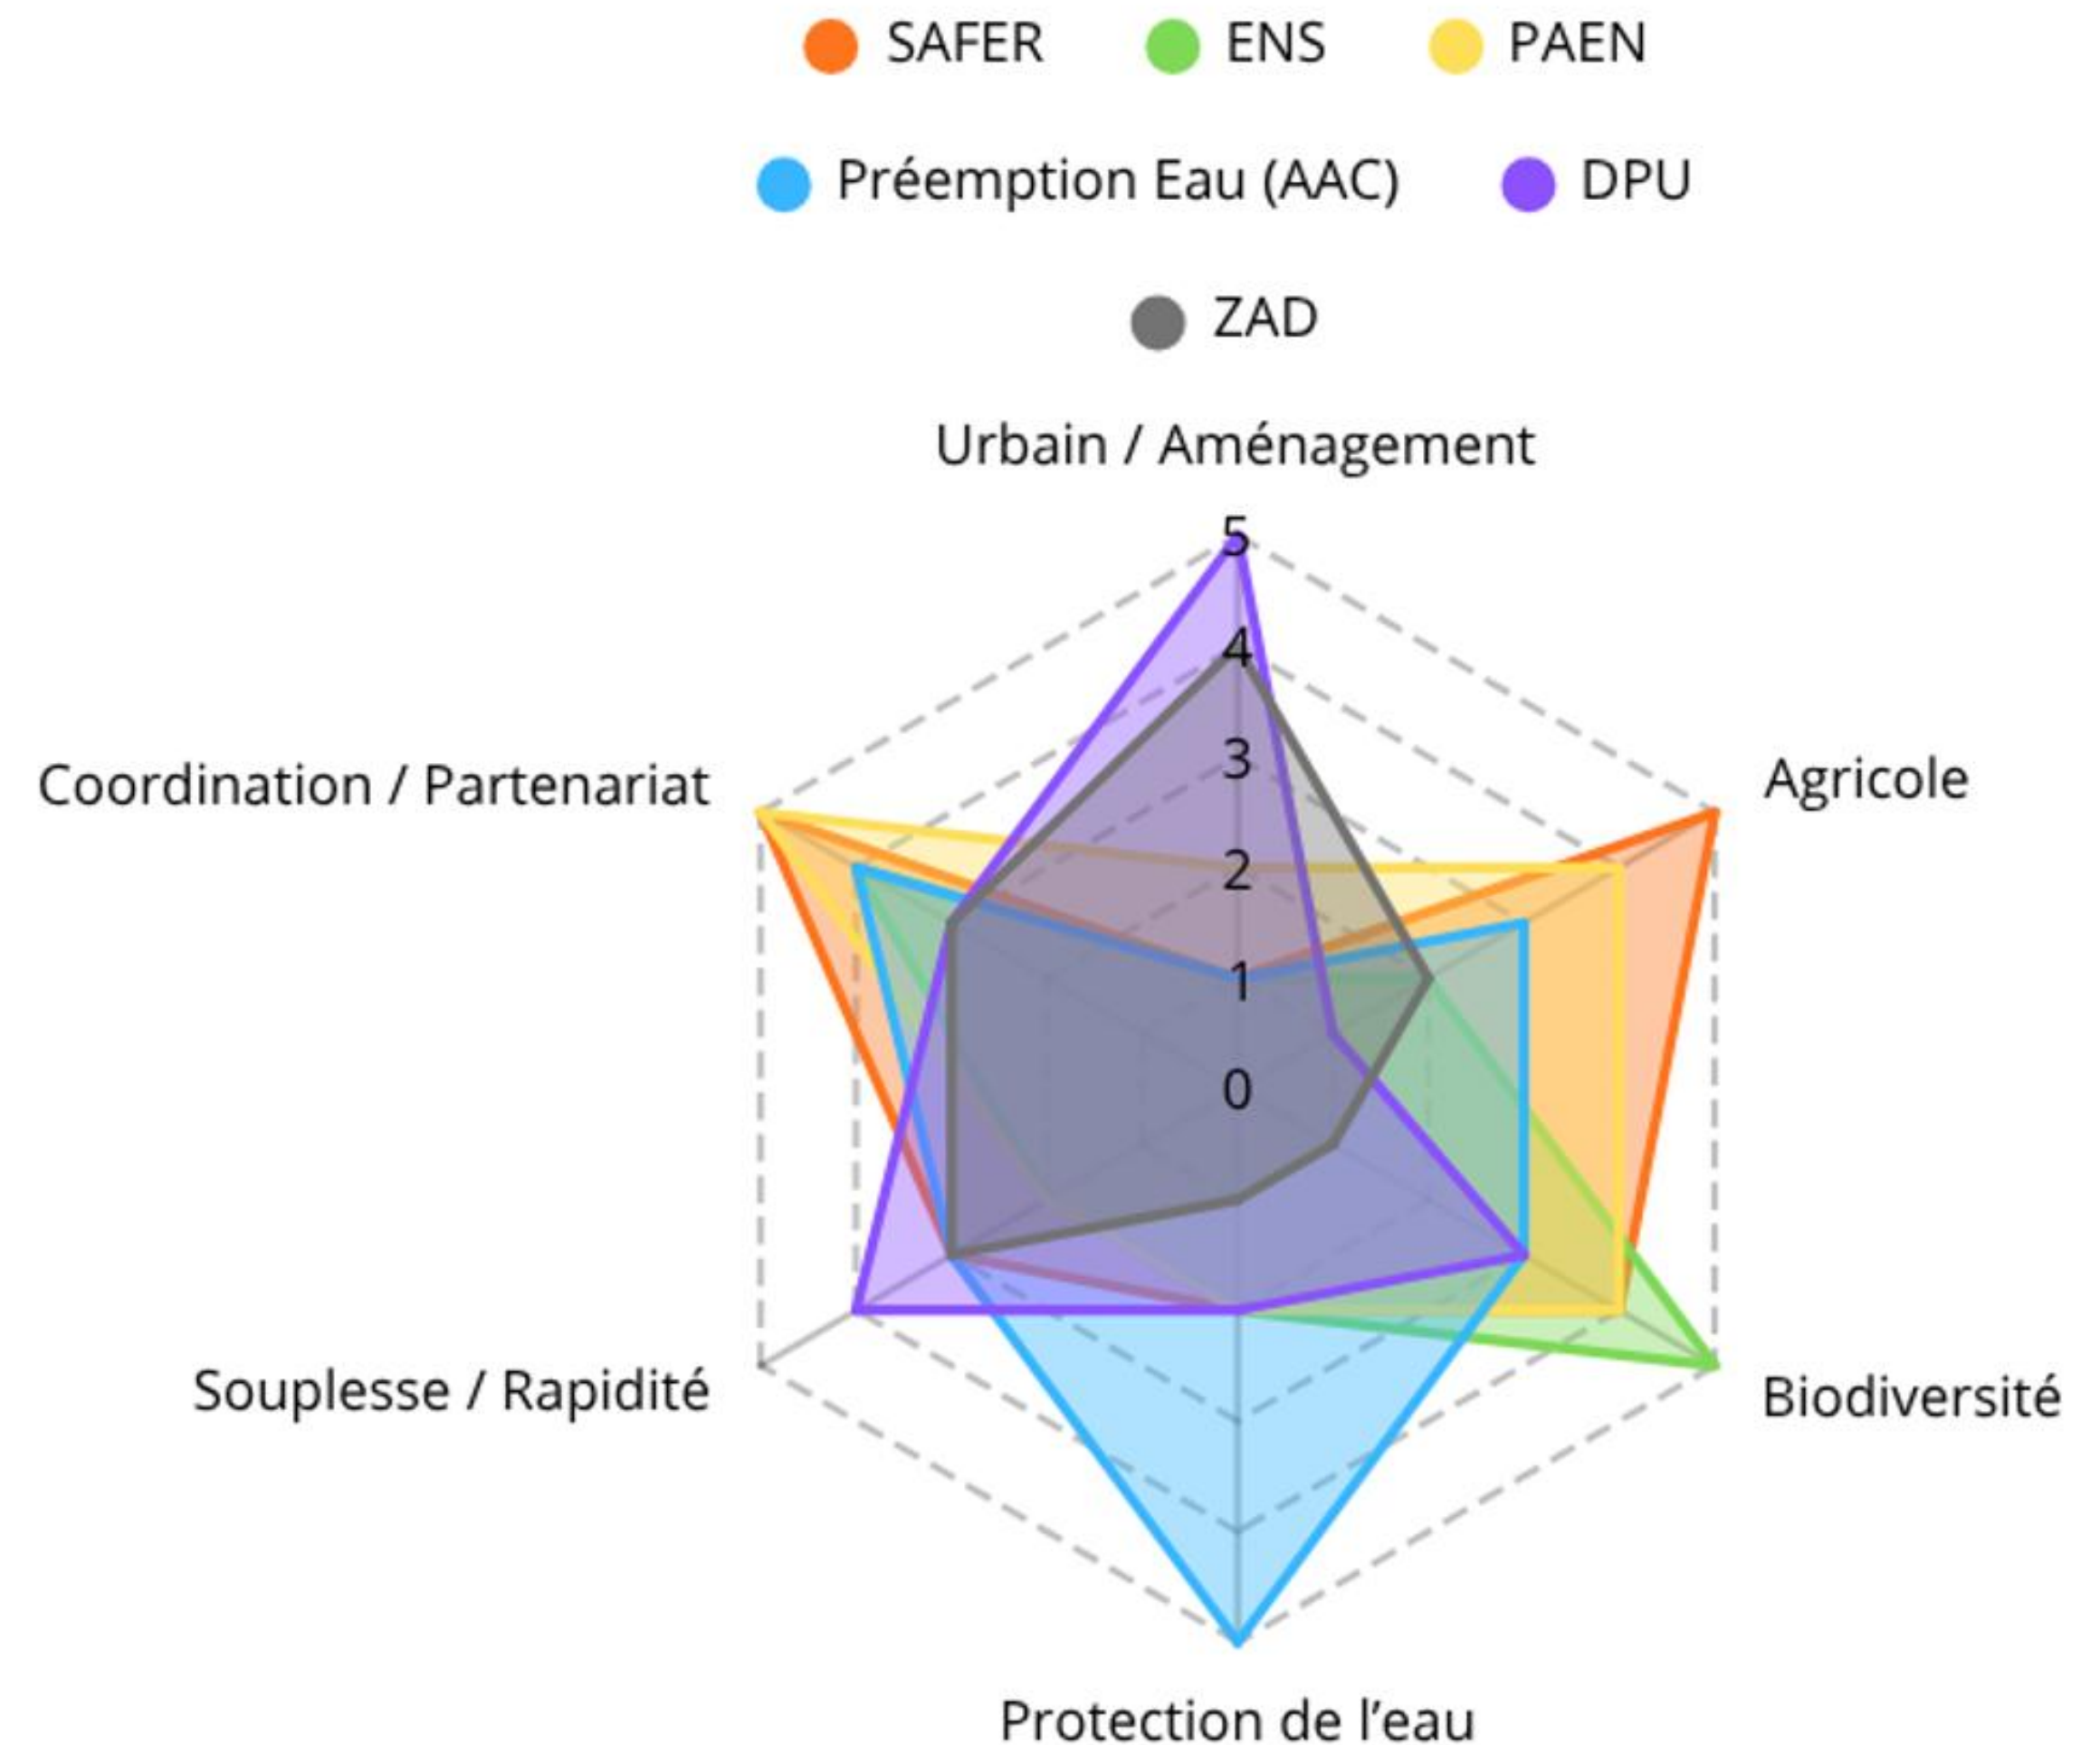 SAFER ENS PAEN
Préemption Eau (AAC) DPU
ZAD
Urbain / Aménagement
5
4
3
Coordination / Partenariat
Agricole
2
1
0
Souplesse / Rapidité
Biodiversité
Protection de l’eau